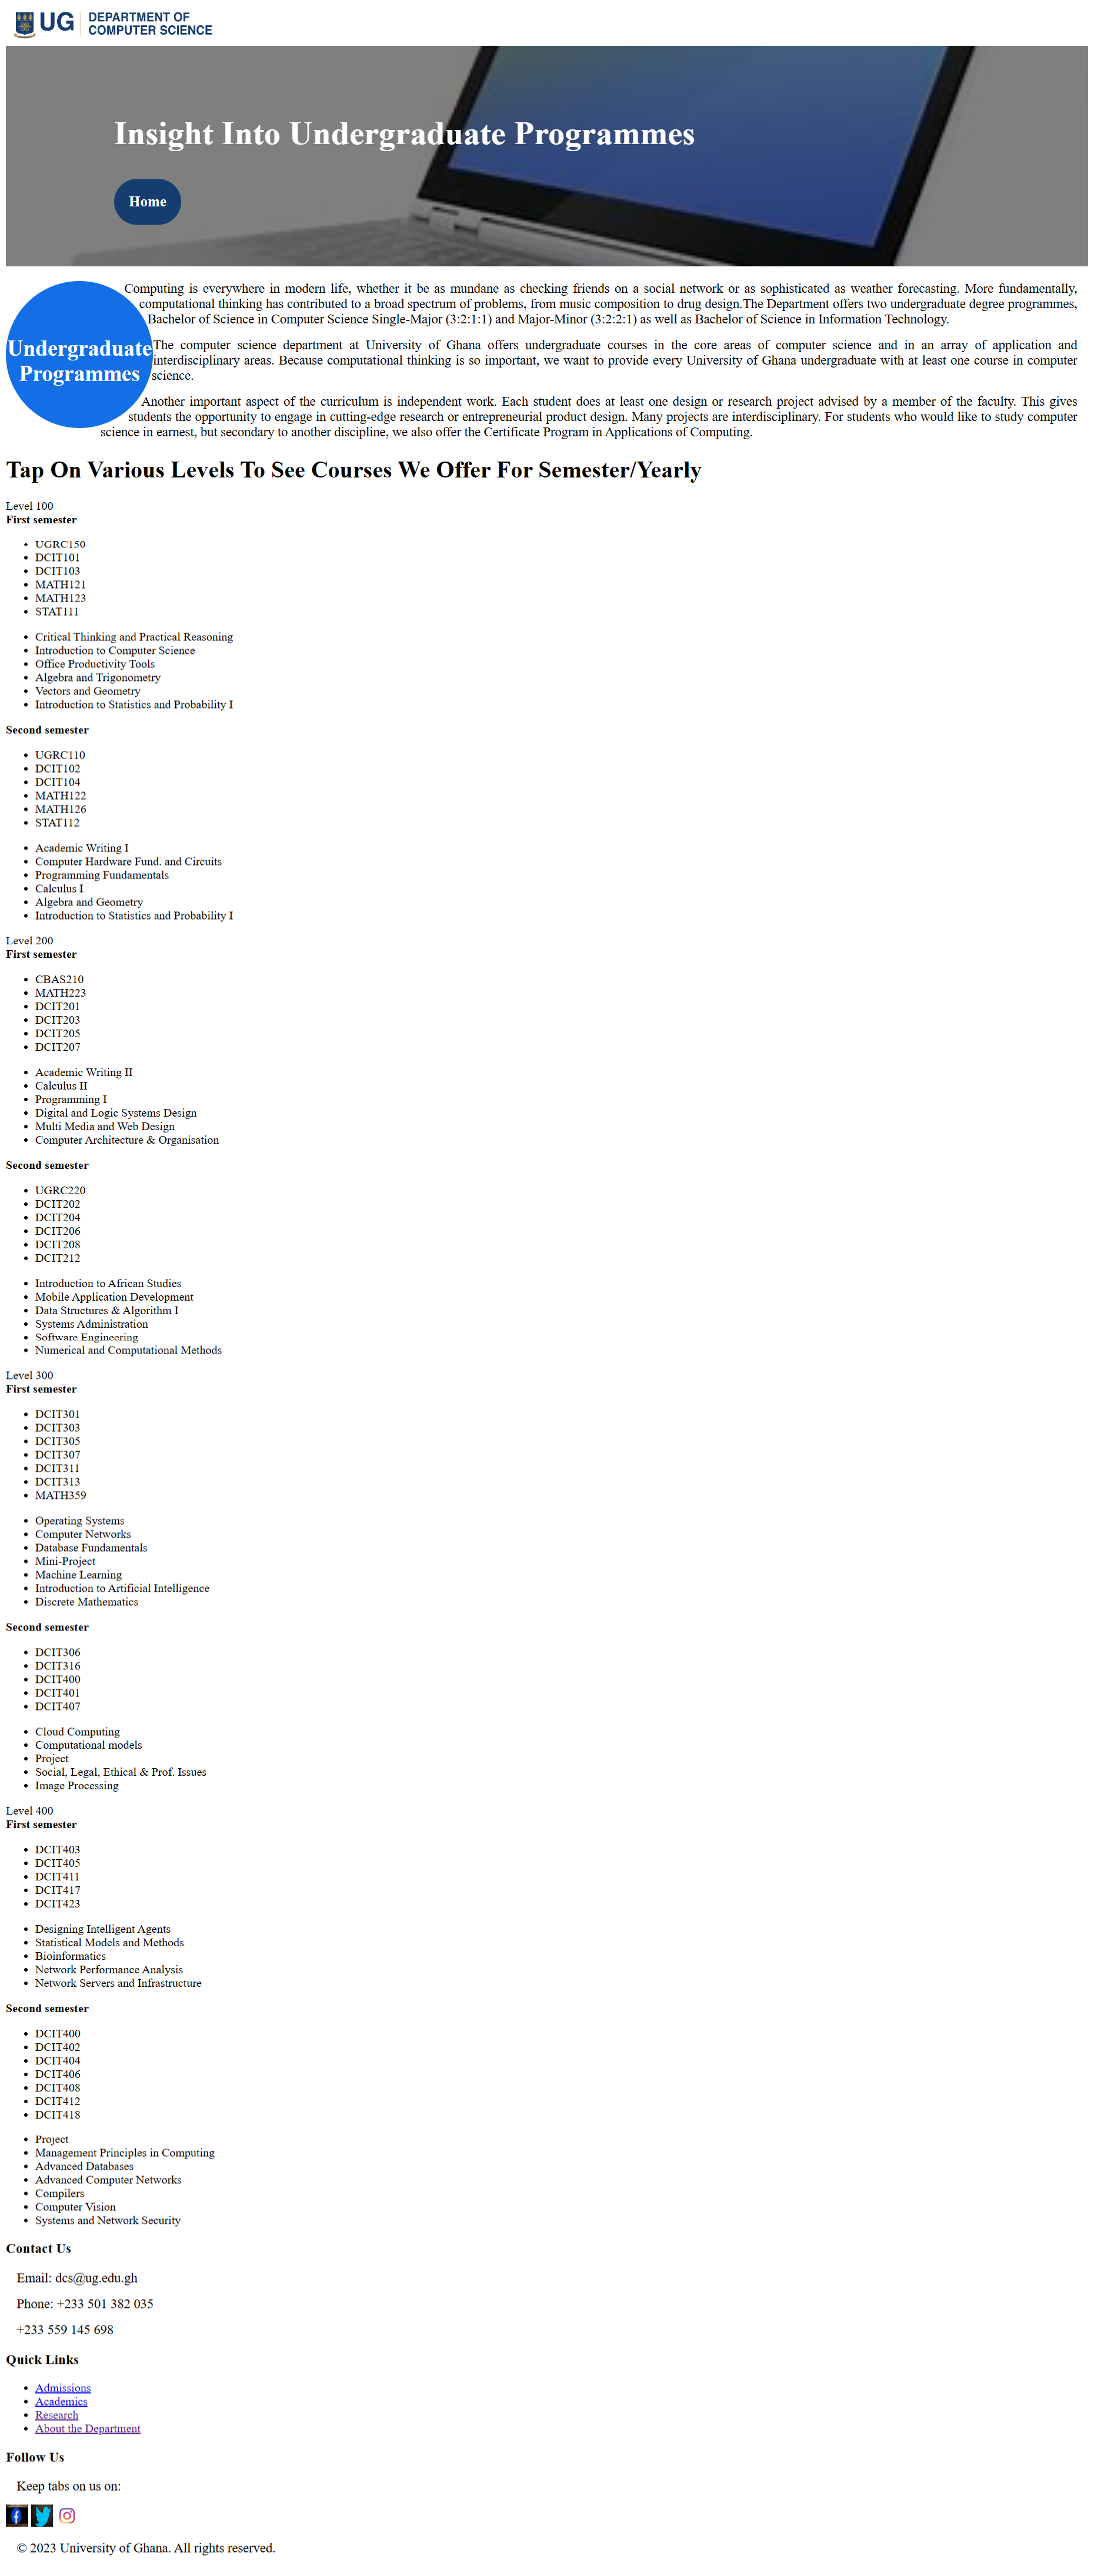 UG
DEPARTMENT OF
COMPUTER SCIENCE
Insight Into Undergraduate Programmes
Home
Undergraduate
Programmes
Computing is everywhere in modern life, whether it be as mundane as checking friends on a social network or as sophisticated as weather forecasting. More fundamentally,
computational thinking has contributed to a broad spectrum of problems, from music composition to drug design.The Department offers two undergraduate degree programmes,
Bachelor of Science in Computer Science Single-Major (3:2:1:1) and Major-Minor (3:2:2:1) as well as Bachelor of Science in Information Technology.
The computer science department at University of Ghana offers undergraduate courses in the core areas of computer science and in an array of application and
interdisciplinary areas. Because computational thinking is so important, we want to provide every University of Ghana undergraduate with at least one course in computer
science.
Another important aspect of the curriculum is independent work. Each student does at least one design or research project advised by a member of the faculty. This gives
students the opportunity to engage in cutting-edge research or entrepreneurial product design. Many projects are interdisciplinary. For students who would like to study computer
science in earnest, but secondary to another discipline, we also offer the Certificate Program in Applications of Computing.
Tap On Various Levels To See Courses We Offer For Semester/Yearly
Level 100
First semester
UGRC150
DCIT101
DCIT103
MATH121
MATH123
STAT111
Critical Thinking and Practical Reasoning
Introduction to Computer Science
Office Productivity Tools
Algebra and Trigonometry
Vectors and Geometry
Introduction to Statistics and Probability I
Second semester
UGRC110
DCIT102
DCIT104
MATH122
MATH126
STAT112
Academic Writing I
Computer Hardware Fund. and Circuits
Programming Fundamentals
Calculus I
Algebra and Geometry
Introduction to Statistics and Probability I
Level 200
First semester
CBAS210
MATH223
DCIT201
DCIT203
DCIT205
DCIT207
Academic Writing II
Calculus II
Programming I
Digital and Logic Systems Design
Multi Media and Web Design
Computer Architecture & Organisation
Second semester
UGRC220
DCIT202
DCIT204
DCIT206
DCIT208
DCIT212
Introduction to African Studies
Mobile Application Development
Data Structures & Algorithm I
Systems Administration
Software Engineering
Numerical and Computational Methods
Level 300
First semester
DCIT301
DCIT303
DCIT305
DCIT307
DCIT311
DCIT313
MATH359
Operating Systems
Computer Networks
Database Fundamentals
Mini-Project
Machine Learning
Introduction to Artificial Intelligence
Discrete Mathematics
Second semester
DCIT306
DCIT316
DCIT400
DCIT401
DCIT407
Cloud Computing
Computational models
Project
Social, Legal, Ethical & Prof. Issues
Image Processing
Level 400
First semester
DCIT403
DCIT405
DCIT411
DCIT417
DCIT423
Designing Intelligent Agents
Statistical Models and Methods
Bioinformatics
Network Performance Analysis
Network Servers and Infrastructure
Second semester
DCIT400
DCIT402
DCIT404
DCIT406
DCIT408
DCIT412
DCIT418
Project
Management Principles in Computing
Advanced Databases
Advanced Computer Networks
Compilers
Computer Vision
Systems and Network Security
Contact Us
Email: dcs@ug.edu.gh
Phone: +233 501 382 035
+233 559 145 698
Quick Links
Admissions
Academics
Research
About the Department
Follow Us
Keep tabs on us on:
© 2023 University of Ghana. All rights reserved.